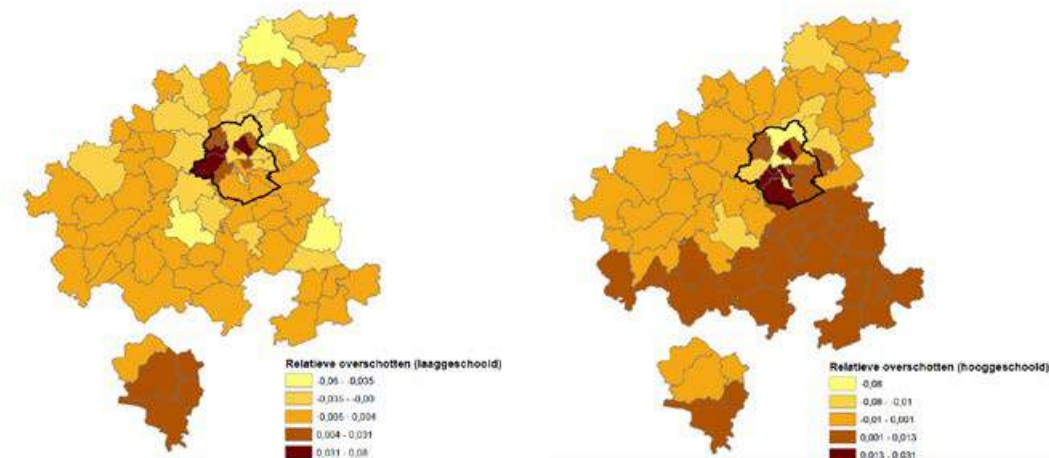 Relatieve overschotten (laaggeschoold)
-0,06 - -0,035
-0,035 - -0,00
-0,005 - 0,004
0,004 - 0,031
0,031 - 0,08
Relatieve overschotten (hooggeschoold)
-0,08
-0,08 - -0,01
-0,01 - 0,001
0,001 - 0,013
0,013 - 0,031